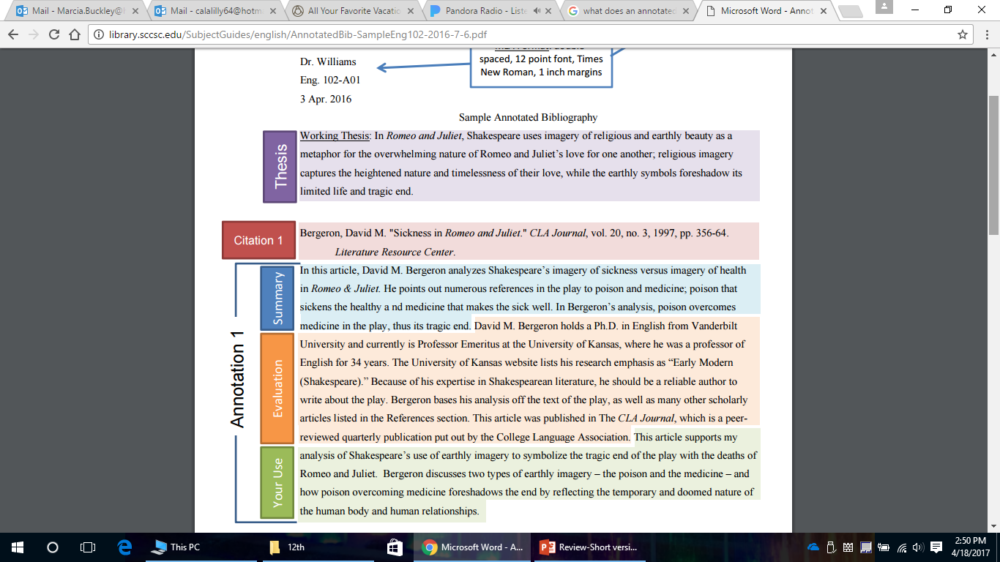 Mail - Marcia.Buckley@
Mail - calalilly64@hotm
All Your Favorite Vacatio
Pandora Radio - Liste
what does an annotated
Microsoft Word - Annot
library.sccsc.edu/SubjectGuides/english/AnnotatedBib-SampleEng102-2016-7-6.pdf
spaced, 12 point font, Times
New Roman, 1 inch margins
Dr. Williams
Eng. 102-A01
3 Apr. 2016
Sample Annotated Bibliography
Thesis
Working Thesis: In Romeo and Juliet, Shakespeare uses imagery of religious and earthly beauty as a
metaphor for the overwhelming nature of Romeo and Juliet’s love for one another; religious imagery
captures the heightened nature and timelessness of their love, while the earthly symbols foreshadow its
limited life and tragic end.
Citation 1
Bergeron, David M. "Sickness in Romeo and Juliet." CLA Journal, vol. 20, no. 3, 1997, pp. 356-64.
Literature Resource Center.
Annotation 1
Summary
In this article, David M. Bergeron analyzes Shakespeare’s imagery of sickness versus imagery of health
in Romeo & Juliet. He points out numerous references in the play to poison and medicine; poison that
sickens the healthy a nd medicine that makes the sick well. In Bergeron’s analysis, poison overcomes
medicine in the play, thus its tragic end. David M. Bergeron holds a Ph.D. in English from Vanderbilt
Evaluation
University and currently is Professor Emeritus at the University of Kansas, where he was a professor of
English for 34 years. The University of Kansas website lists his research emphasis as “Early Modern
(Shakespeare).” Because of his expertise in Shakespearean literature, he should be a reliable author to
write about the play. Bergeron bases his analysis off the text of the play, as well as many other scholarly
articles listed in the References section. This article was published in The CLA Journal, which is a peer-
reviewed quarterly publication put out by the College Language Association. This article supports my
Your Use
analysis of Shakespeare’s use of earthly imagery to symbolize the tragic end of the play with the deaths of
Romeo and Juliet.  Bergeron discusses two types of earthly imagery – the poison and the medicine – and
how poison overcoming medicine foreshadows the end by reflecting the temporary and doomed nature of
the human body and human relationships.
This PC
12th
Microsoft Word - A...
Review-Short versi...
2:50 PM
4/18/2017